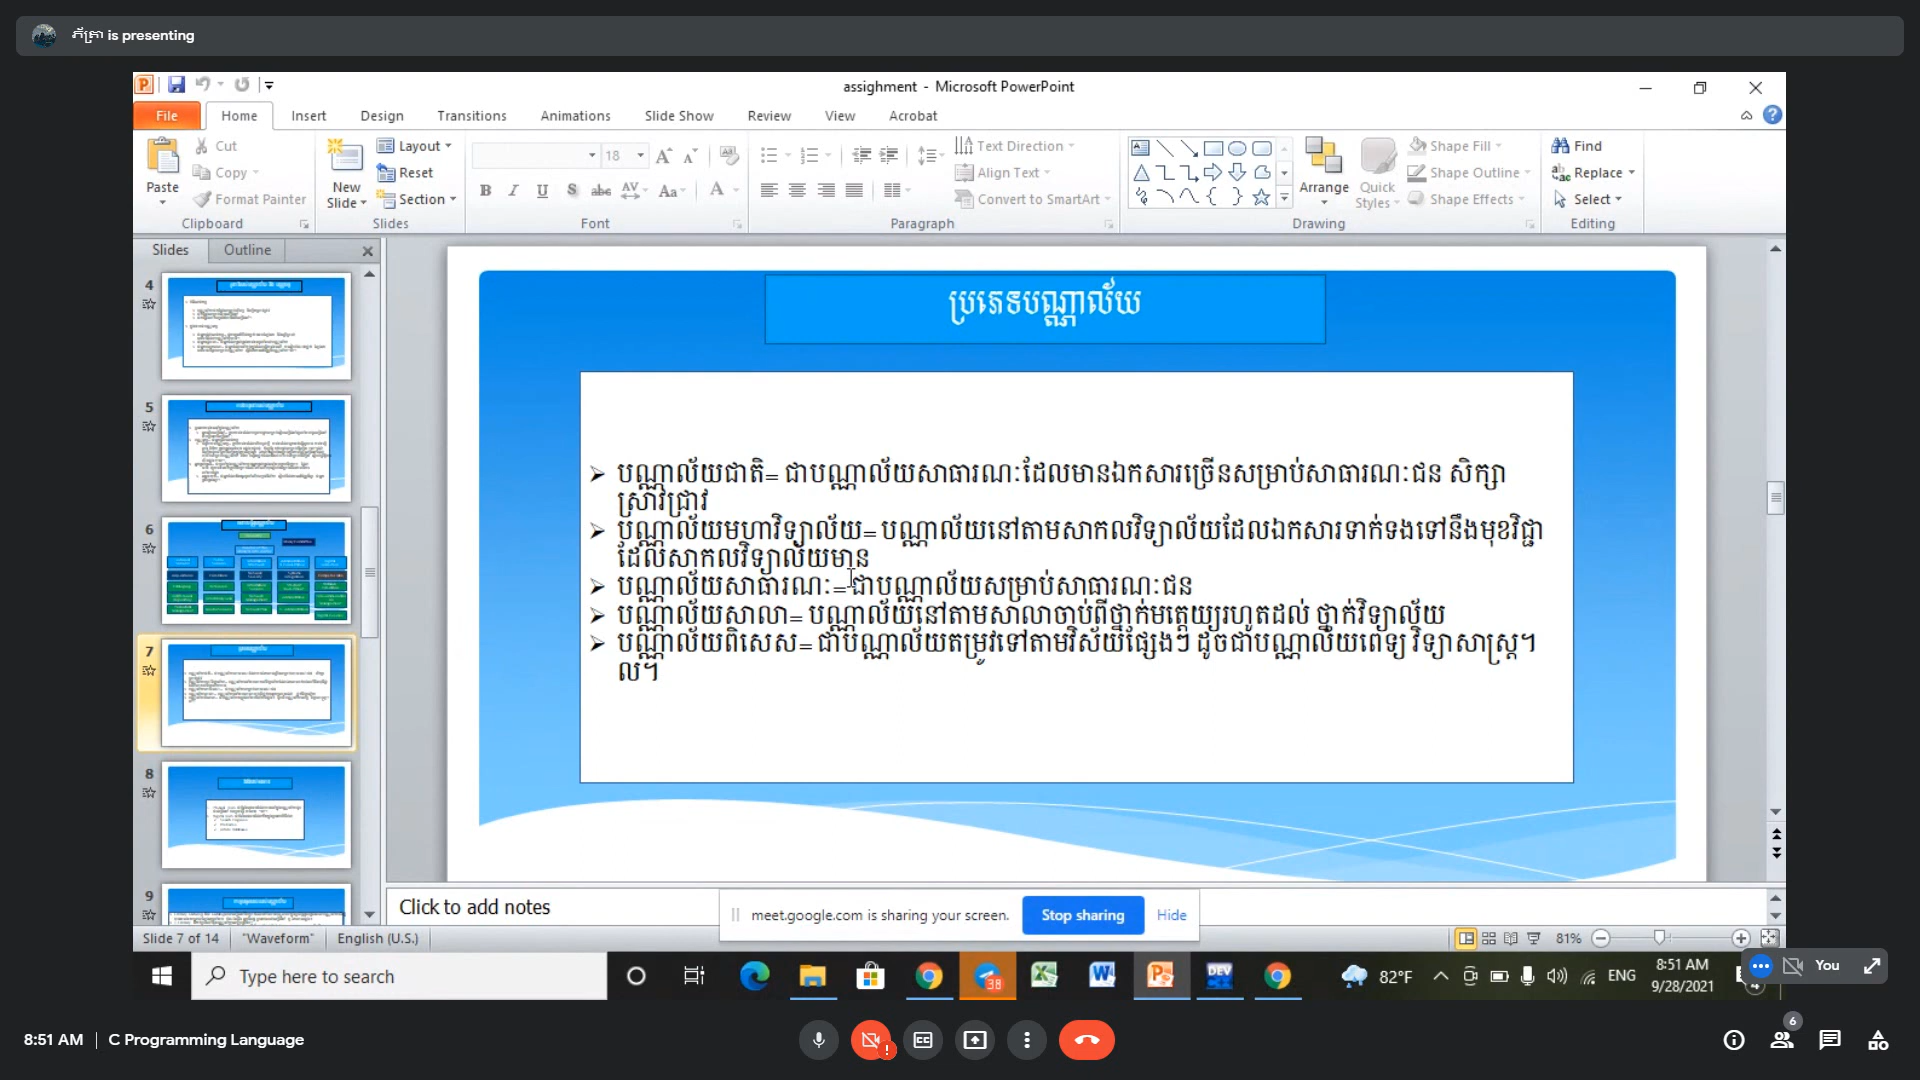 ភ័ត្រា is presenting
assighment - Microsoft PowerPoint
File Home Insert Design Transitions Animations Slide Show Review View Acrobat
Paste Cut Copy Format Painter Clipboard
New Slide Layout Reset Section Slides
18 Font
Text Direction Align Text Convert to SmartArt Paragraph
Arrange Quick Styles Shape Fill Shape Outline Shape Effects Drawing
Find Replace Select Editing
Slides Outline
4
5
6
7
8
9
ប្រភេទបណ្ណាល័យ
បណ្ណាល័យជាតិ= ជាបណ្ណាល័យសាធារណៈដែលមានឯកសារច្រើនសម្រាប់សាធារណៈជន សិក្សា
ស្រាវជ្រាវ
បណ្ណាល័យមហាវិទ្យាល័យ= បណ្ណាល័យនៅតាមសាកលវិទ្យាល័យដែលឯកសារទាក់ទងទៅនឹងមុខវិជ្ជា
ដែលសាកលវិទ្យាល័យមាន
បណ្ណាល័យសាធារណៈ= ជាបណ្ណាល័យសម្រាប់សាធារណៈជន
បណ្ណាល័យសាលា= បណ្ណាល័យនៅតាមសាលាចាប់ពីថ្នាក់មត្តេយ្យរហូតដល់ ថ្នាក់វិទ្យាល័យ
បណ្ណាល័យពិសេស= ជាបណ្ណាល័យតម្រូវទៅតាមវិស័យផ្សេងៗ ដូចជាបណ្ណាល័យពេទ្យ វិទ្យាសាស្ត្រ។
ល។
Click to add notes
meet.google.com is sharing your screen. Stop sharing Hide
Slide 7 of 14 "Waveform" English (U.S.) 81%
Type here to search 38 DEV 82°F ENG 8:51 AM
9/28/2021
You
8:51 AM | C Programming Language
6